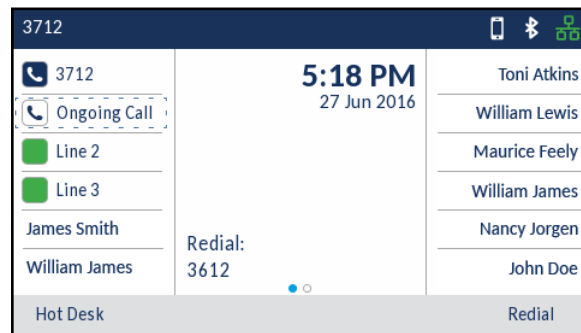 3712
3712
Ongoing Call
Line 2
Line 3
James Smith
William James
5:18 PM
27 Jun 2016
Redial:
3612
Toni Atkins
William Lewis
Maurice Feely
William James
Nancy Jorgen
John Doe
Hot Desk
Redial